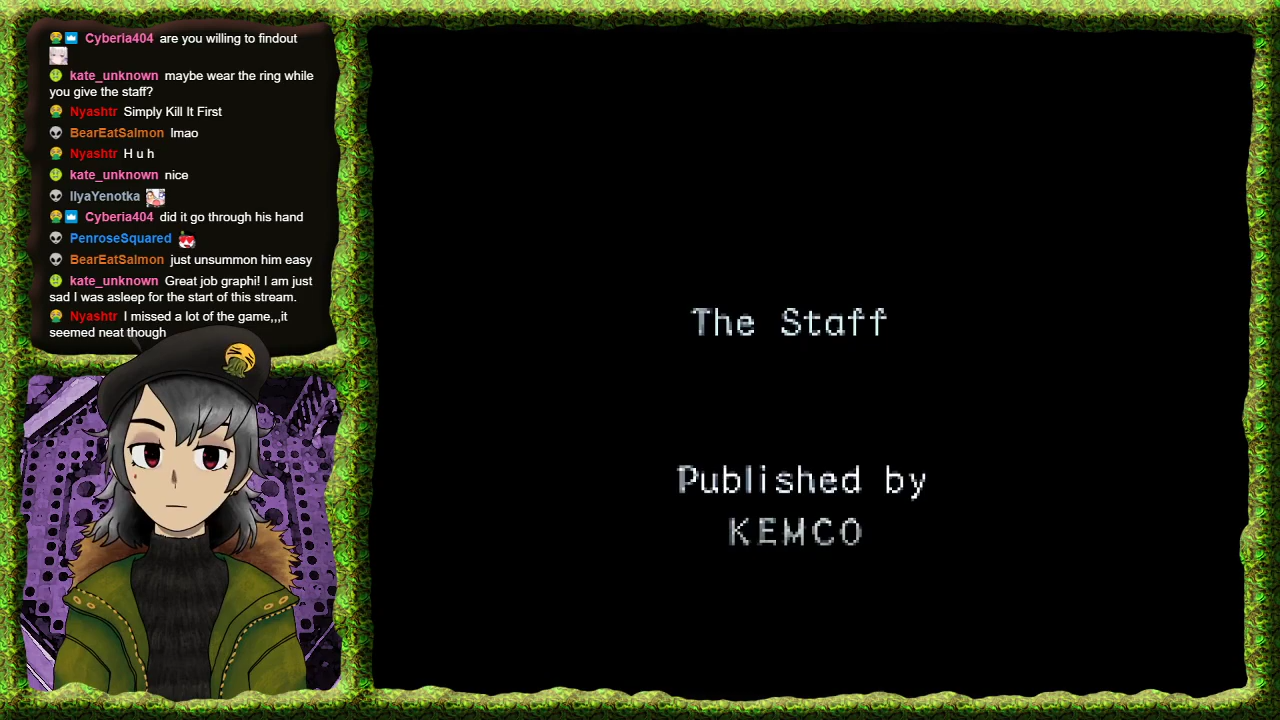 Cyberia404 are you willing to findout
kate_unknown maybe wear the ring while
you give the staff?
Nyashtr Simply Kill It First
BearEatSalmon lmao
Nyashtr H u h
kate_unknown nice
IlyaYenotka
Cyberia404 did it go through his hand
PenroseSquared
BearEatSalmon just unsummon him easy
kate_unknown Great job graphi! I am just
sad I was asleep for the start of this stream.
Nyashtr I missed a lot of the game,,,it
seemed neat though
The Staff
Published by
KEMCO